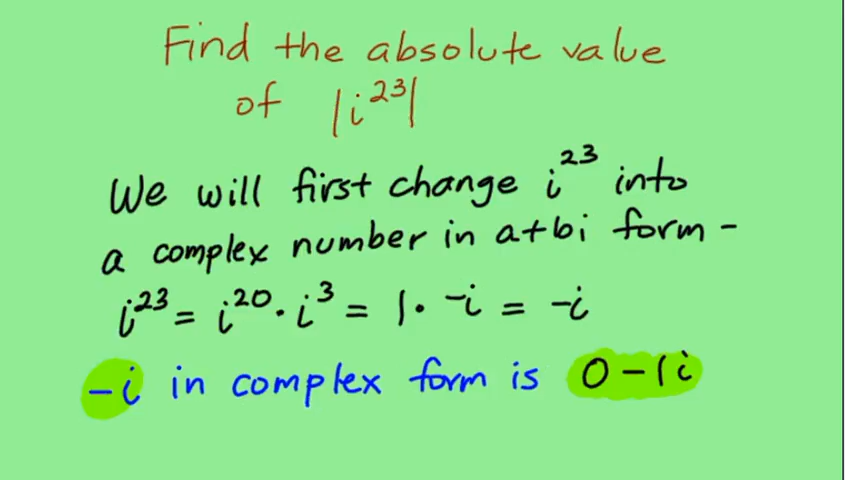 Find the absolute value
of |i²³|
We will first change i²³ into
a complex number in a+bi form -
i²³ = i²⁰ · i³ = 1 · -i = -i
-i in complex form is 0 - 1i